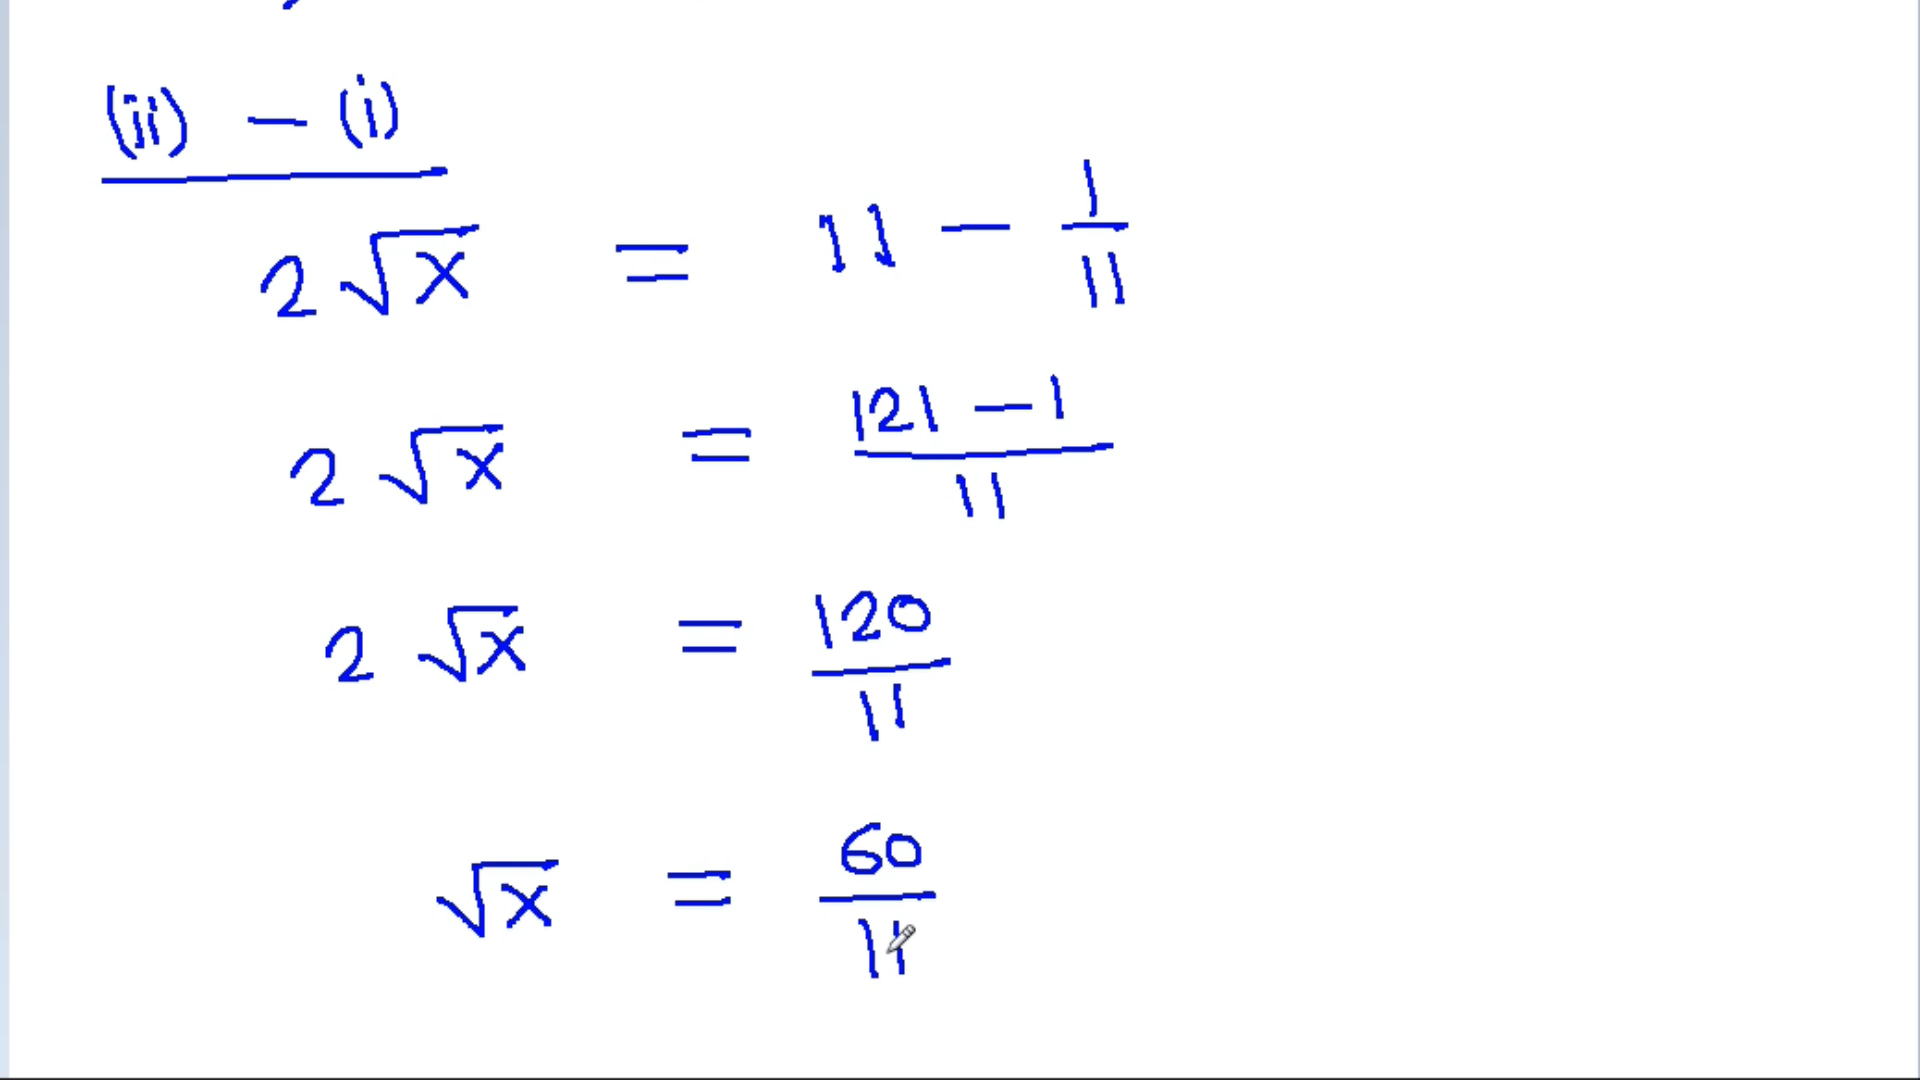 (ii) - (i)
2√x = 11 - 1/11
2√x = (121 - 1)/11
2√x = 120/11
√x = 60/11